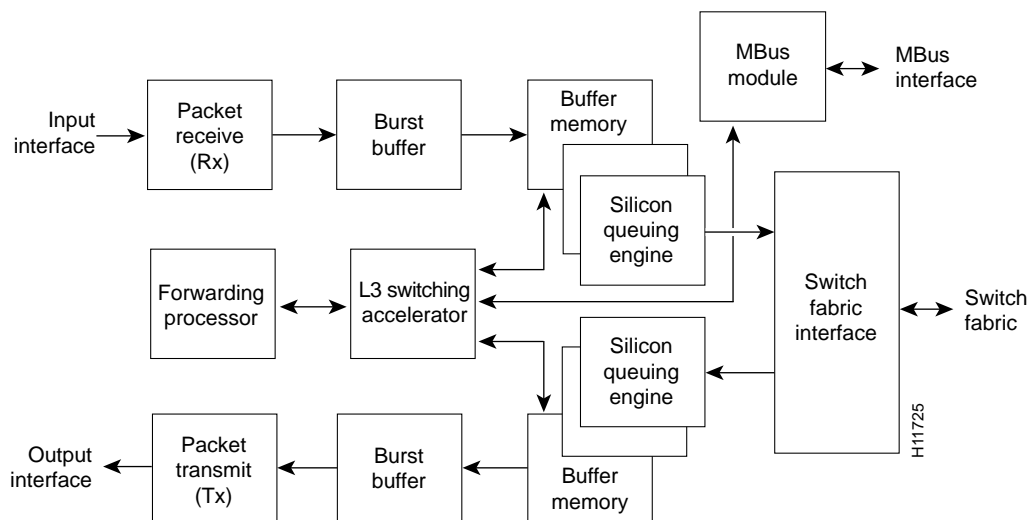 MBus
module
MBus
interface
Input
interface
Packet
receive
(Rx)
Burst
buffer
Buffer
memory
Silicon
queuing
engine
Forwarding
processor
L3 switching
accelerator
Switch
fabric
interface
Switch
fabric
Silicon
queuing
engine
Output
interface
Packet
transmit
(Tx)
Burst
buffer
Buffer
memory
H11725